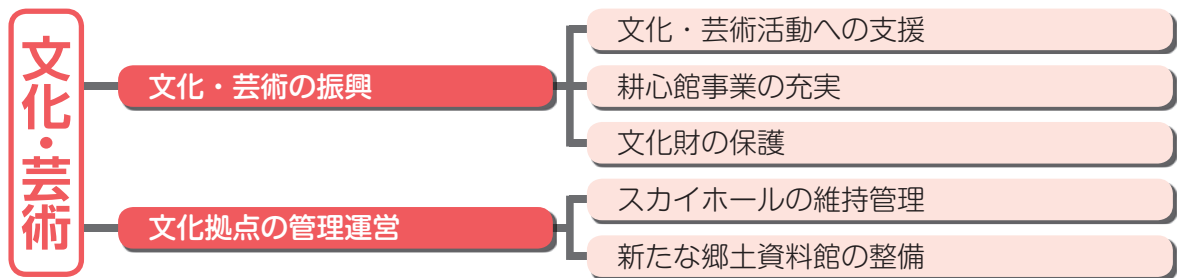 文化・芸術
文化・芸術の振興
文化・芸術活動への支援
耕心館事業の充実
文化財の保護
文化拠点の管理運営
スカイホールの維持管理
新たな郷土資料館の整備